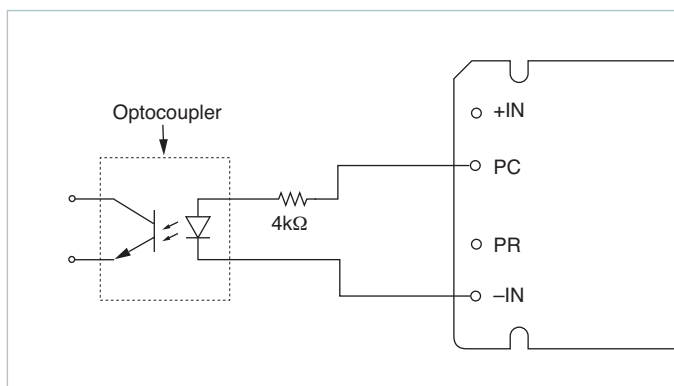 Optocoupler
4kΩ
+IN
PC
PR
–IN